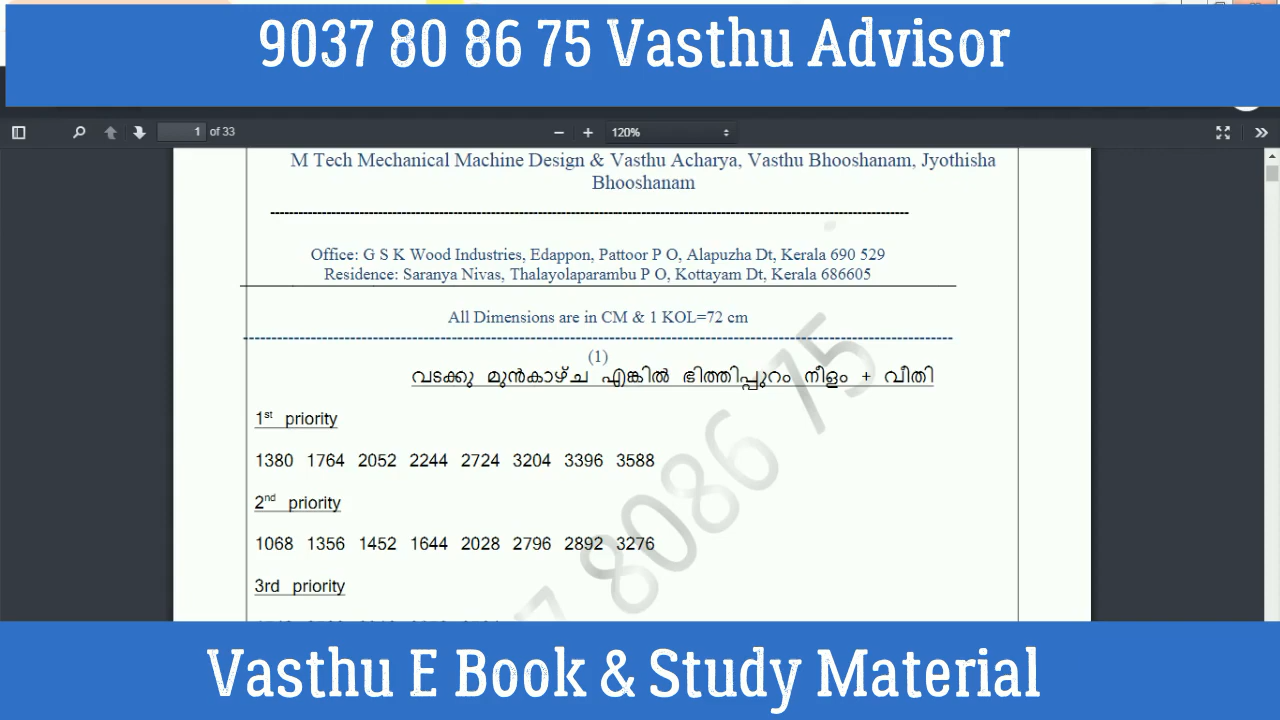 9037 80 86 75 Vasthu Advisor
1 of 33
120%
M Tech Mechanical Machine Design & Vasthu Acharya, Vasthu Bhooshanam, Jyothisha
Bhooshanam
Office: G S K Wood Industries, Edappon, Pattoor P O, Alapuzha Dt, Kerala 690 529
Residence: Saranya Nivas, Thalayolaparambu P O, Kottayam Dt, Kerala 686605
All Dimensions are in CM & 1 KOL=72 cm
(1)
വടക്കു മുൻകാഴ്ച എങ്കിൽ ഭിത്തിപ്പുറം നീളം + വീതി
1st priority
1380 1764 2052 2244 2724 3204 3396 3588
2nd priority
1068 1356 1452 1644 2028 2796 2892 3276
3rd priority
7 8086 75
Vasthu E Book & Study Material